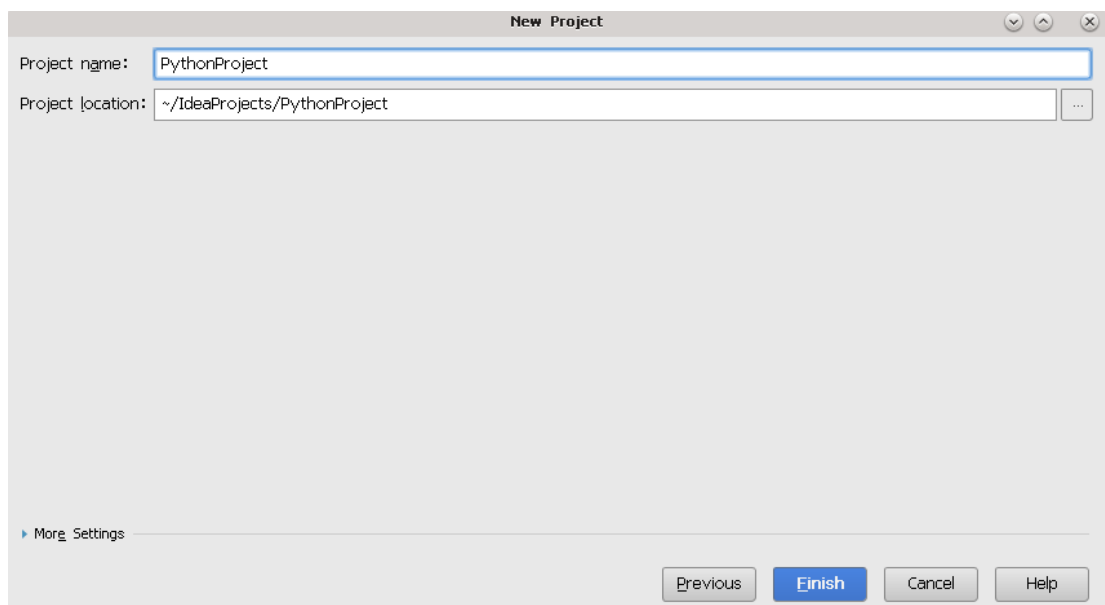 New Project
Project name: PythonProject
Project location: ~/IdeaProjects/PythonProject ...
More Settings
Previous Finish Cancel Help